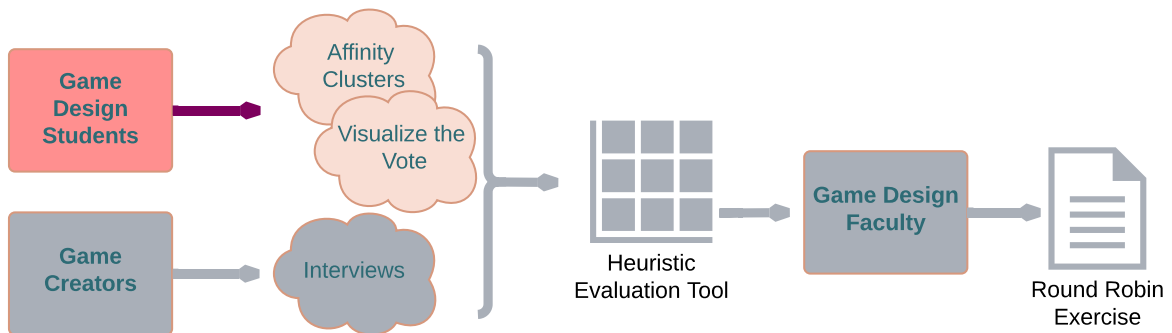 Game
Design
Students
Affinity
Clusters
Visualize the
Vote
Game
Creators
Interviews
Heuristic
Evaluation Tool
Game Design
Faculty
Round Robin
Exercise